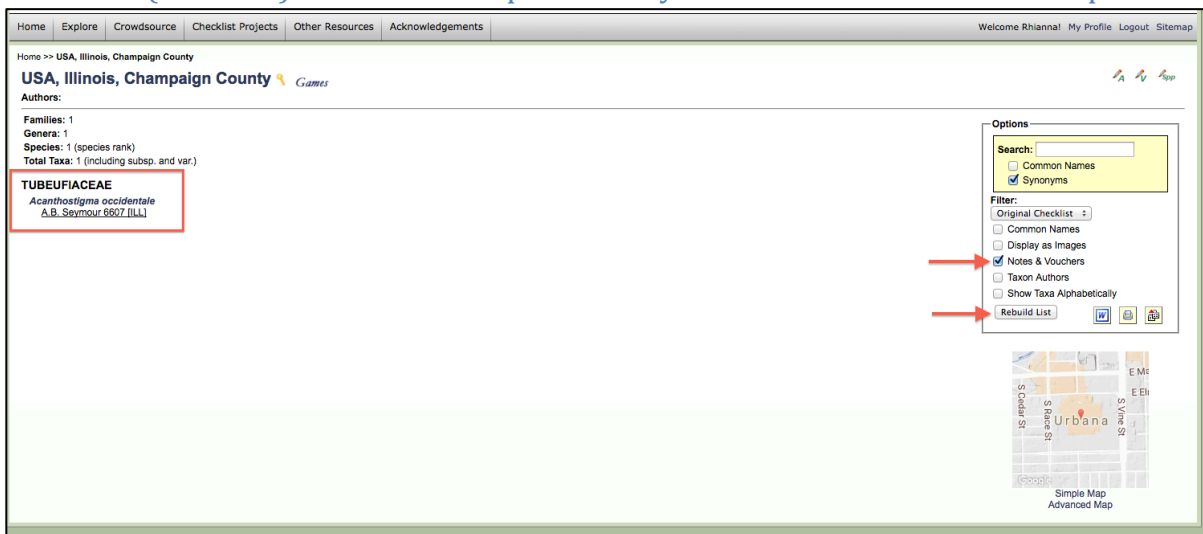 Home Explore Crowdsource Checklist Projects Other Resources Acknowledgements Welcome Rhianna! My Profile Logout Sitemap
Home >> USA, Illinois, Champaign County
USA, Illinois, Champaign County Games
A V spp
Authors:
Families: 1
Genera: 1
Species: 1 (species rank)
Total Taxa: 1 (including subsp. and var.)
TUBEUFIACEAE
Acanthostigma occidentale
A.B. Seymour 6607 [ILL]
Options
Search:
Common Names
Synonyms
Filter:
Original Checklist
Common Names
Display as Images
Notes & Vouchers
Taxon Authors
Show Taxa Alphabetically
Rebuild List
W
E Ma
E El
S Cedar St
S Race St
Urbana
S Vine St
Google
Simple Map
Advanced Map